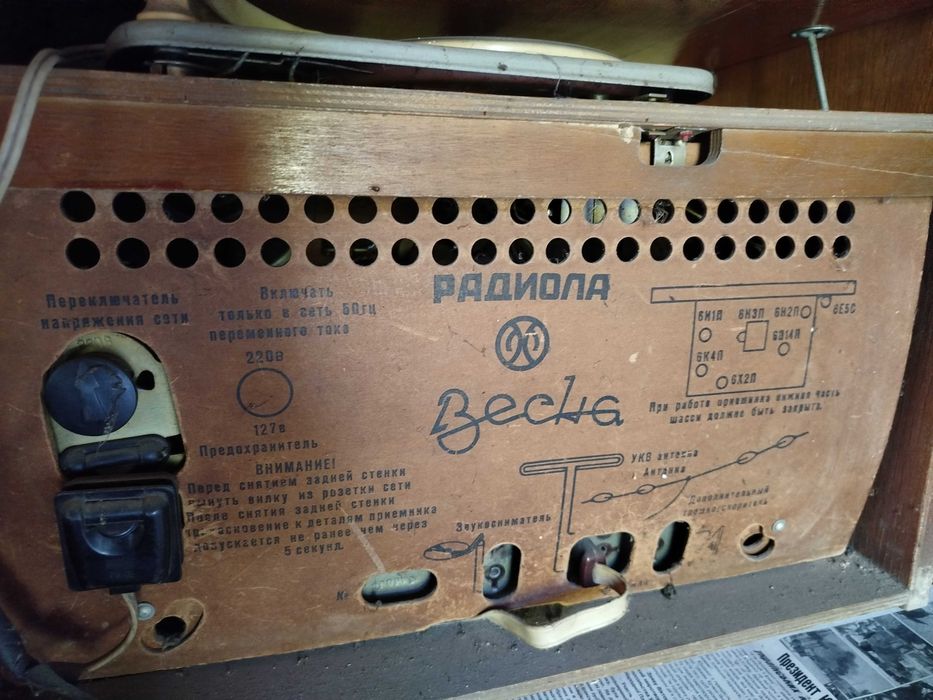 РАДИОЛА
Весна
Переключатель
напряжения сети
Включать
только в сеть 50гц
переменного тока
220в
127в
Предохранитель
ВНИМАНИЕ!
Перед снятием задней стенки
вынуть вилку из розетки сети
После снятия задней стенки
прикосновение к деталям приемника
допускается не ранее чем через
5 секунд.
6И1П 6Н3П 6Н2П 6Е5С
6К4П 6П14П
6Х2П
При работе приемника нижняя часть
шасси должна быть закрыта.
УКВ антенна
Антенна
Дополнительный
громкоговоритель
Звукосниматель
№
Президент